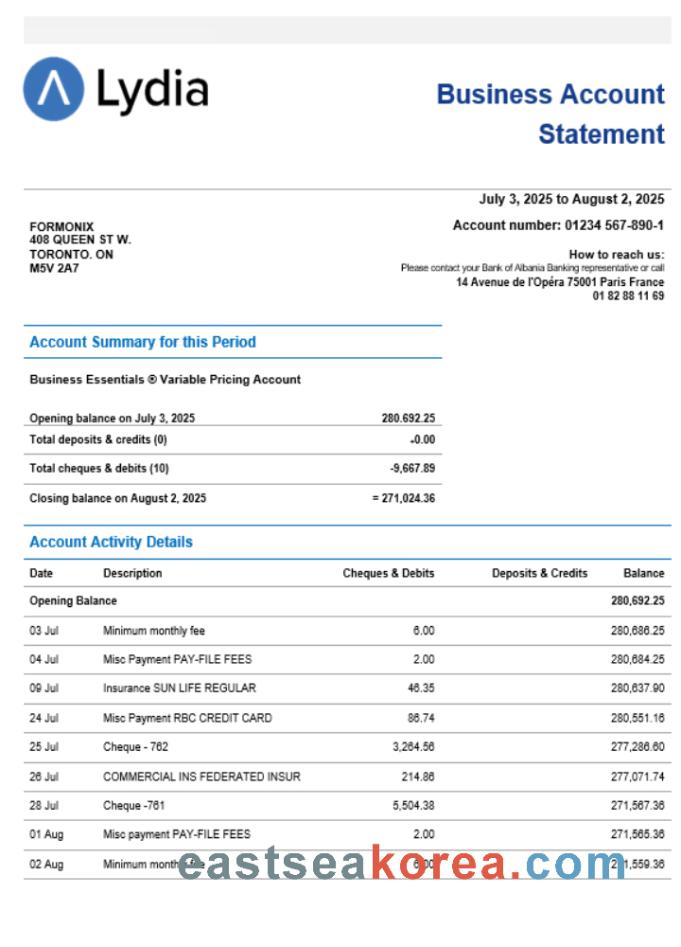 Lydia
Business Account
Statement
July 3, 2025 to August 2, 2025
FORMONIX
408 QUEEN ST W.
TORONTO. ON
M5V 2A7
Account number: 01234 567-890-1
How to reach us:
Please contact your Bank of Albania Banking representative or call
14 Avenue de l'Opéra 75001 Paris France
01 82 88 11 69
Account Summary for this Period
Business Essentials ® Variable Pricing Account
Opening balance on July 3, 2025 280.692.25
Total deposits & credits (0) -0.00
Total cheques & debits (10) -9,667.89
Closing balance on August 2, 2025 = 271,024.36
Account Activity Details
Date Description Cheques & Debits Deposits & Credits Balance
Opening Balance 280,692.25
03 Jul Minimum monthly fee 6.00 280,686.25
04 Jul Misc Payment PAY-FILE FEES 2.00 280,684.25
09 Jul Insurance SUN LIFE REGULAR 46.35 280,637.90
24 Jul Misc Payment RBC CREDIT CARD 86.74 280,551.16
25 Jul Cheque - 762 3,264.56 277,286.60
26 Jul COMMERCIAL INS FEDERATED INSUR 214.86 277,071.74
28 Jul Cheque -761 5,504.38 271,567.36
01 Aug Misc payment PAY-FILE FEES 2.00 271,565.36
02 Aug Minimum monthly fee 6.00 271,559.36
eastseakorea.com